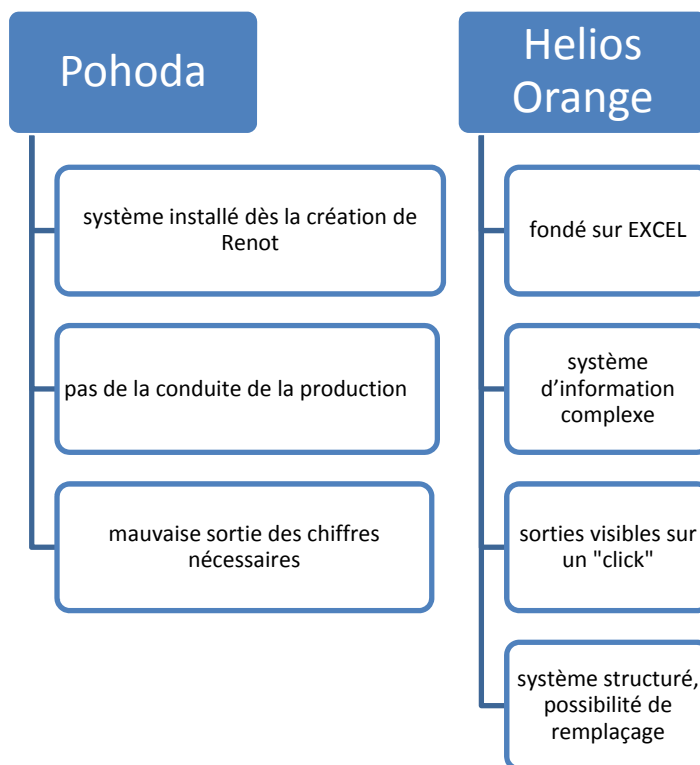 Pohoda
système installé dès la création de
Renot
pas de la conduite de la production
mauvaise sortie des chiffres
nécessaires
Helios
Orange
fondé sur EXCEL
système
d’information
complexe
sorties visibles sur
un "click"
système structuré,
possibilité de
remplaçage